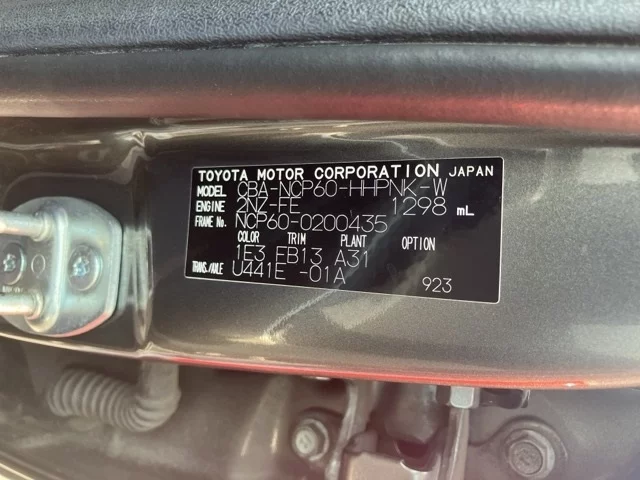 TOYOTA MOTOR CORPORATION JAPAN
MODEL CBA-NCP60-HHPNK-W
ENGINE 2NZ-FE 1298 mL
FRAME No. NCP60-0200435
COLOR TRIM PLANT OPTION
1E3 FB13 A31
TRANS./AXLE U441E -01A
923